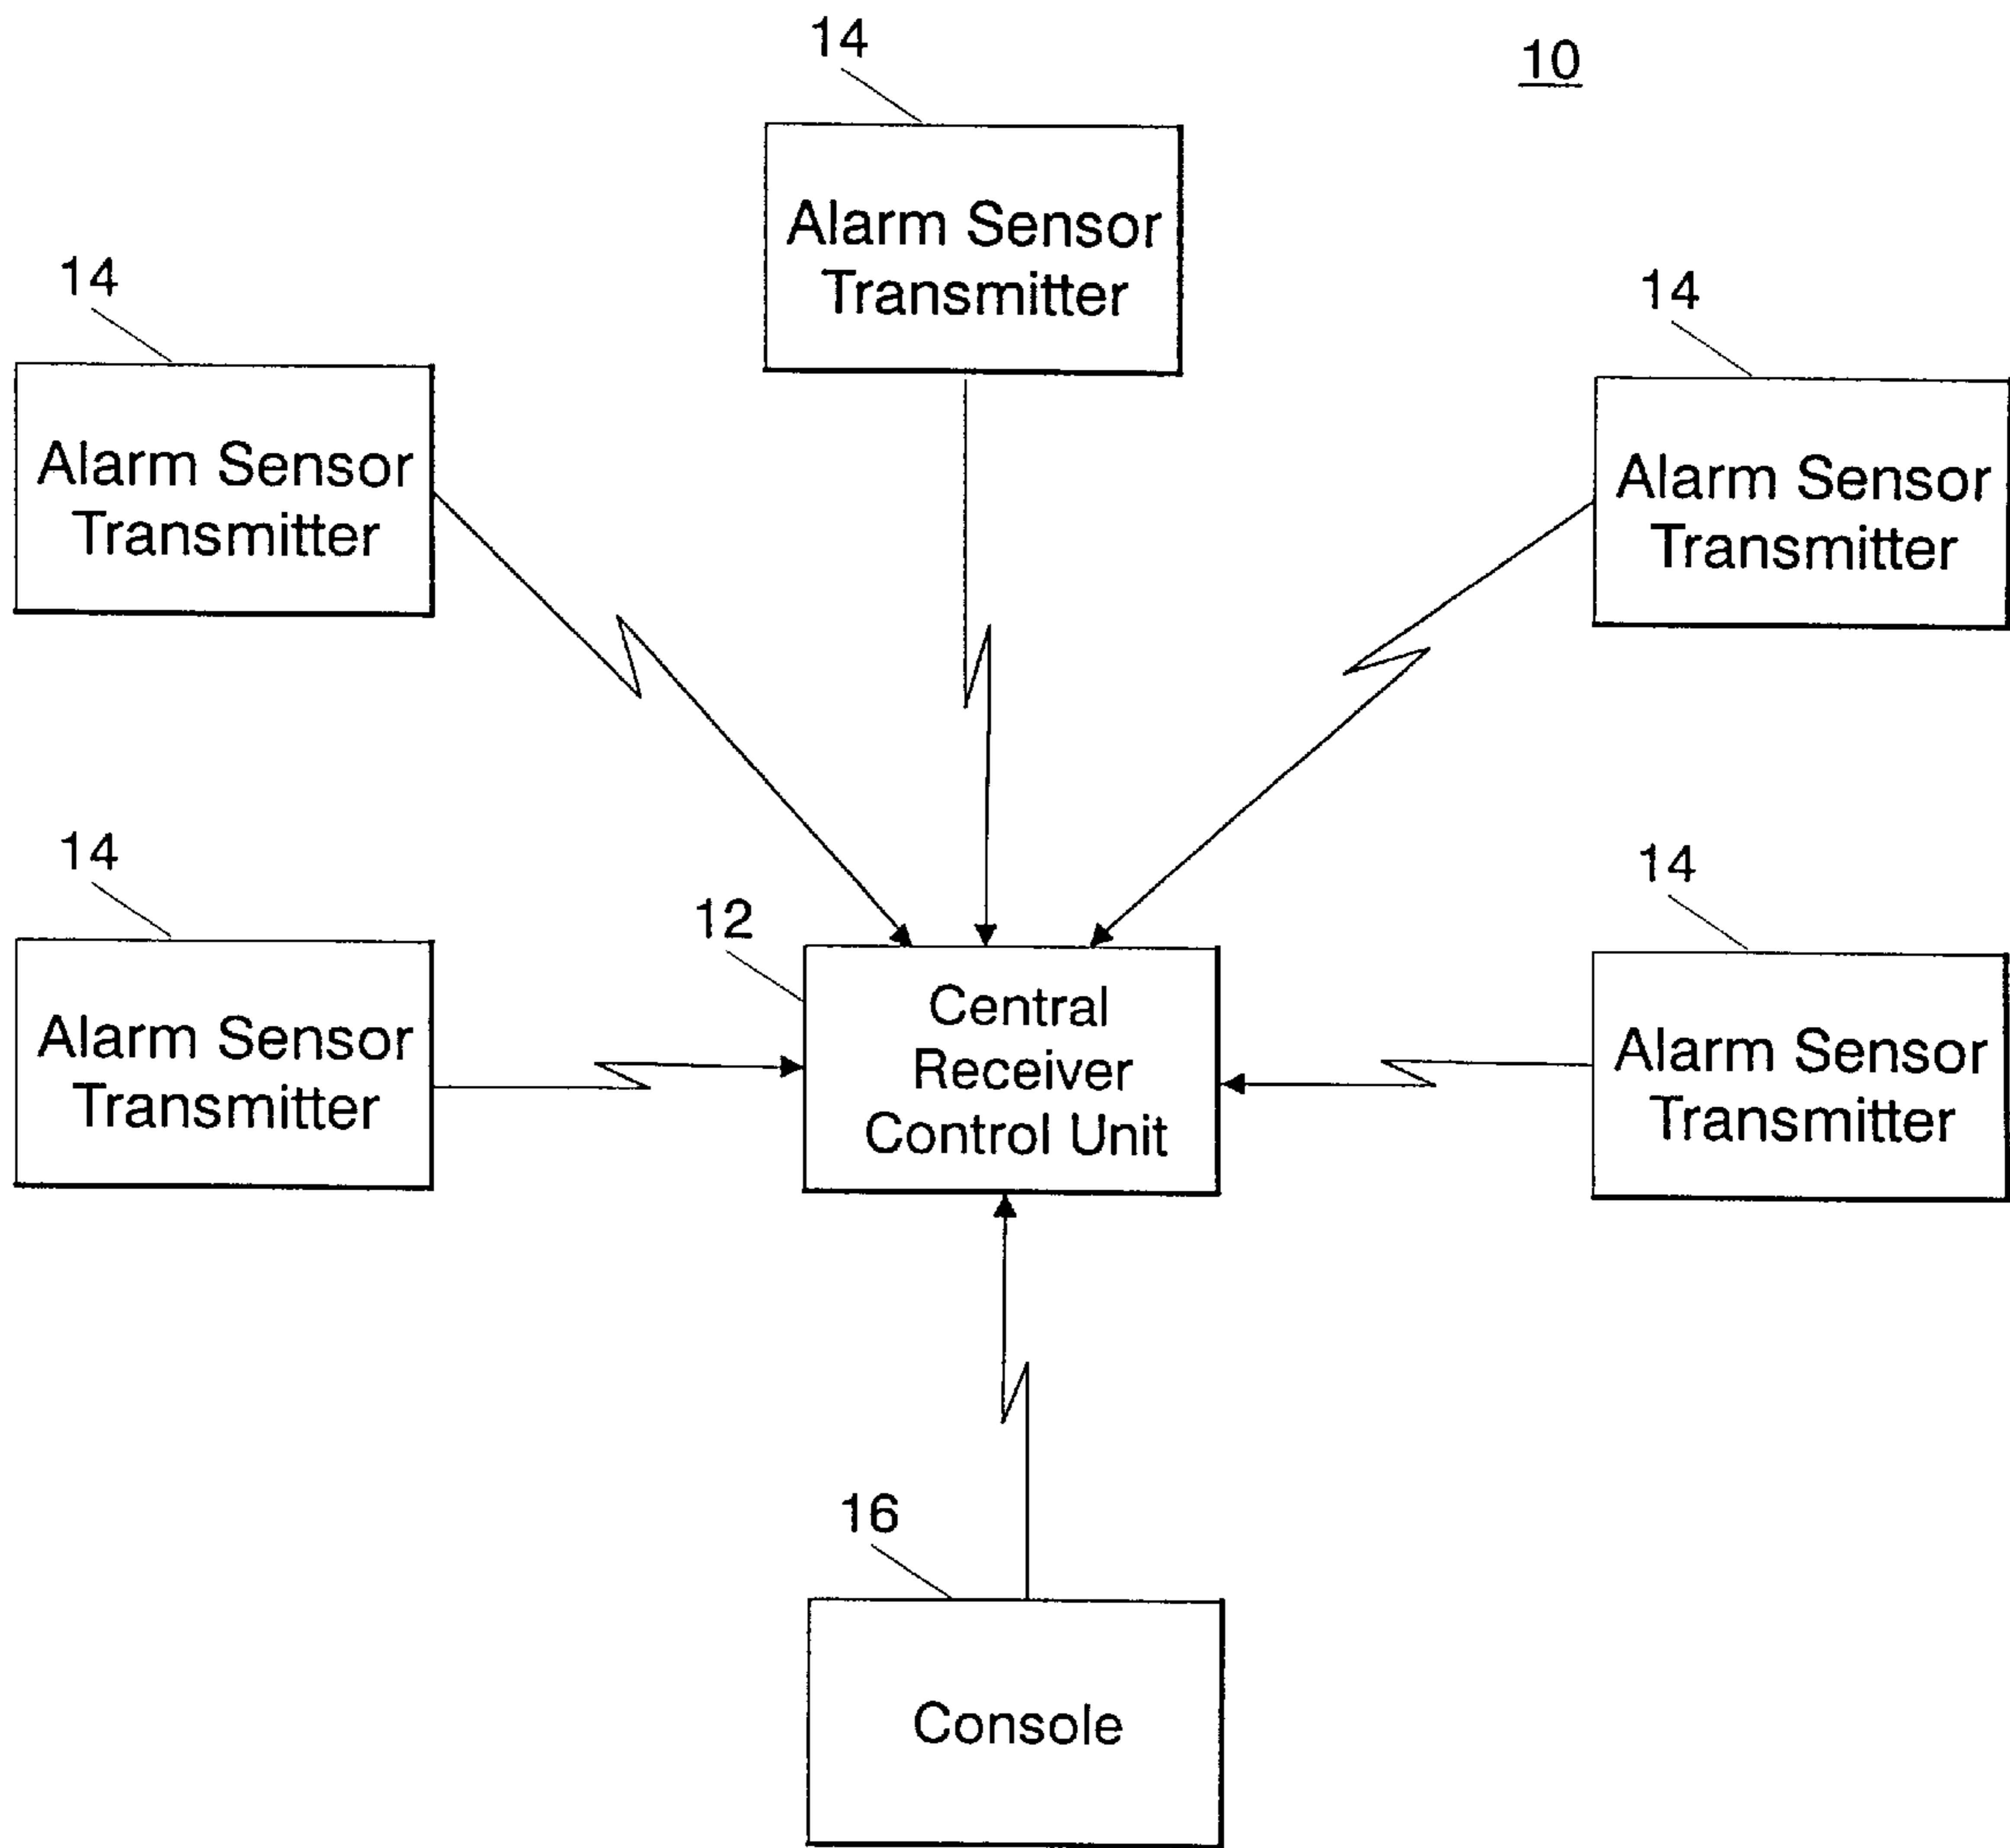 14
10
Alarm Sensor
Transmitter
14
Alarm Sensor
Transmitter
14
Alarm Sensor
Transmitter
14
Alarm Sensor
Transmitter
12
Central
Receiver
Control Unit
14
Alarm Sensor
Transmitter
16
Console